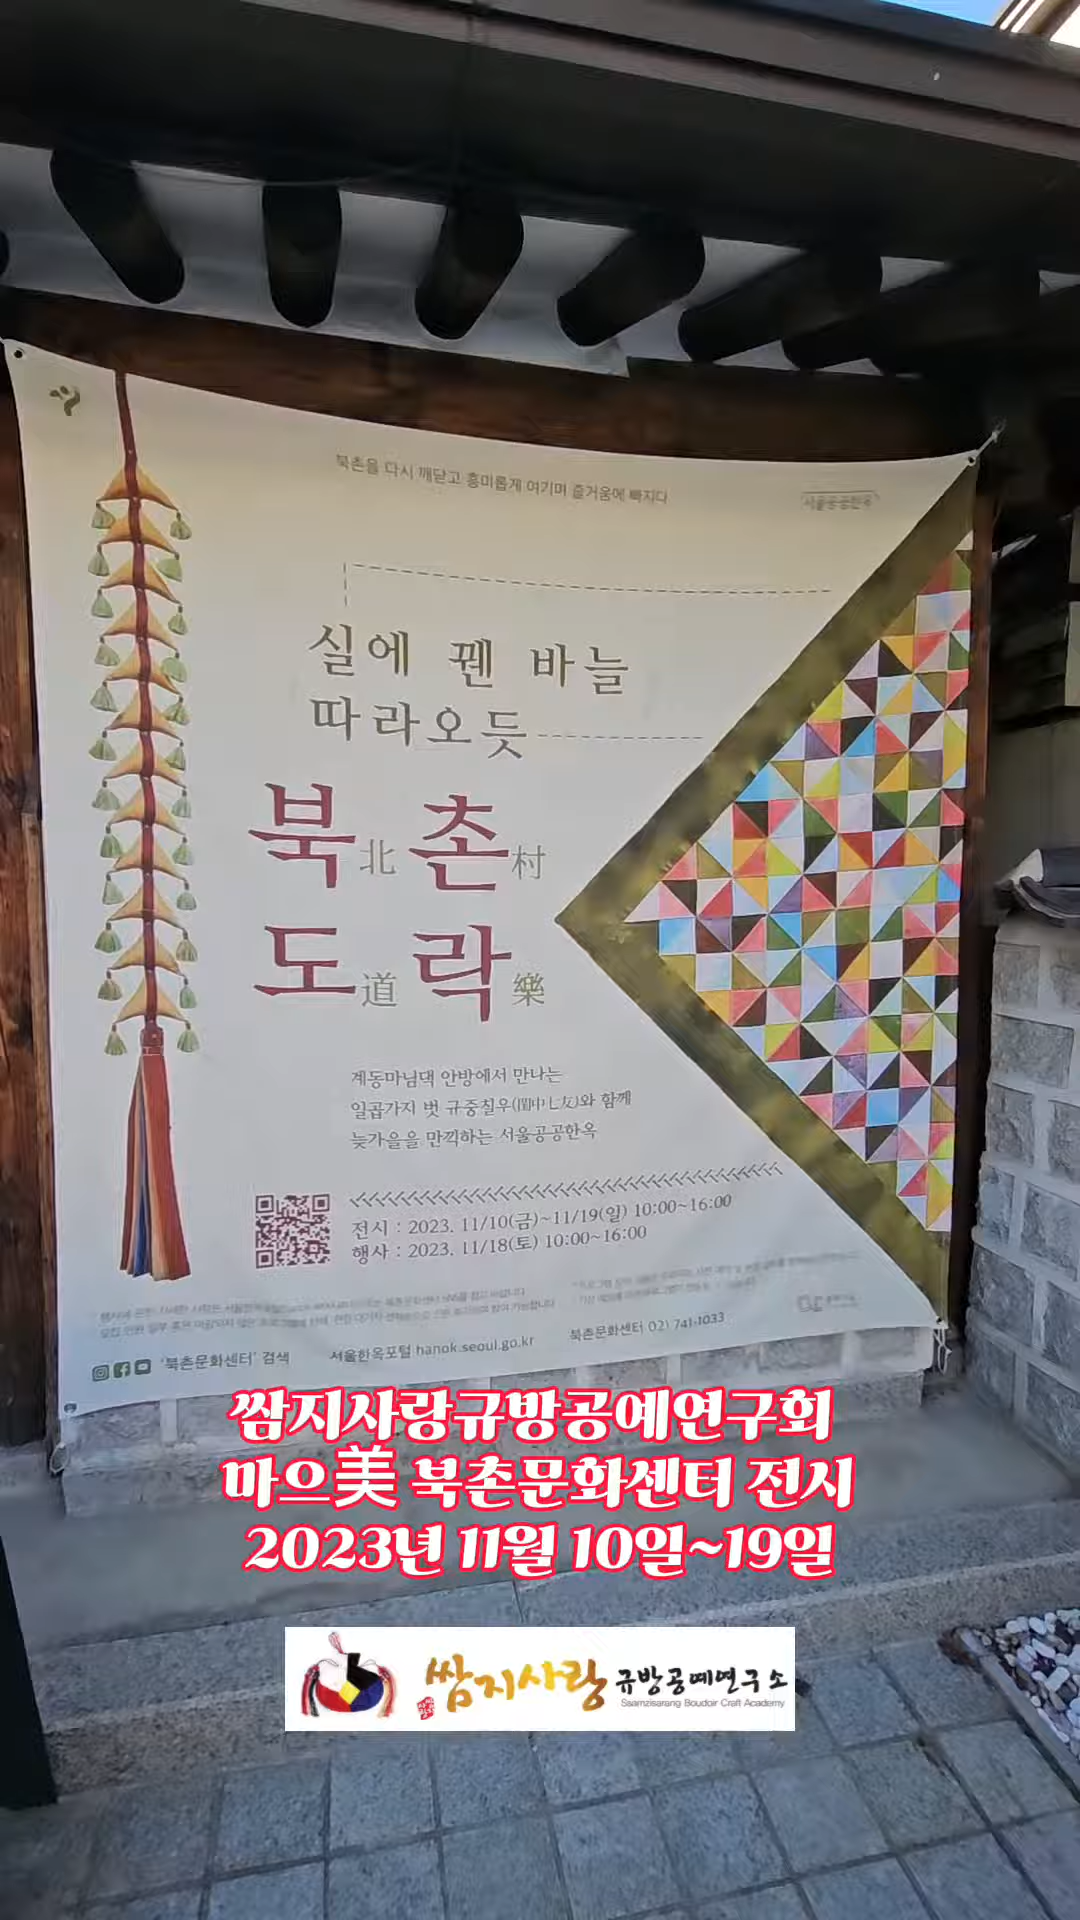 북촌을 다시 깨닫고 흥미롭게 여기며 즐거움에 빠지다
서울공공한옥
실에 꿴 바늘
따라오듯
북北촌村
도道락樂
계동마님댁 안방에서 만나는
일곱가지 벗 규중칠우(閨中七友)와 함께
늦가을을 만끽하는 서울공공한옥
전시 : 2023. 11/10(금)~11/19(일) 10:00~16:00
행사 : 2023. 11/18(토) 10:00~16:00
'북촌문화센터' 검색
서울한옥포털 hanok.seoul.go.kr
북촌문화센터 02) 741-1033
쌈지사랑규방공예연구회
마으美 북촌문화센터 전시
2023년 11월 10일~19일
쌈지사랑 규방공예연구소
Ssamzisarang Boudoir Craft Academy